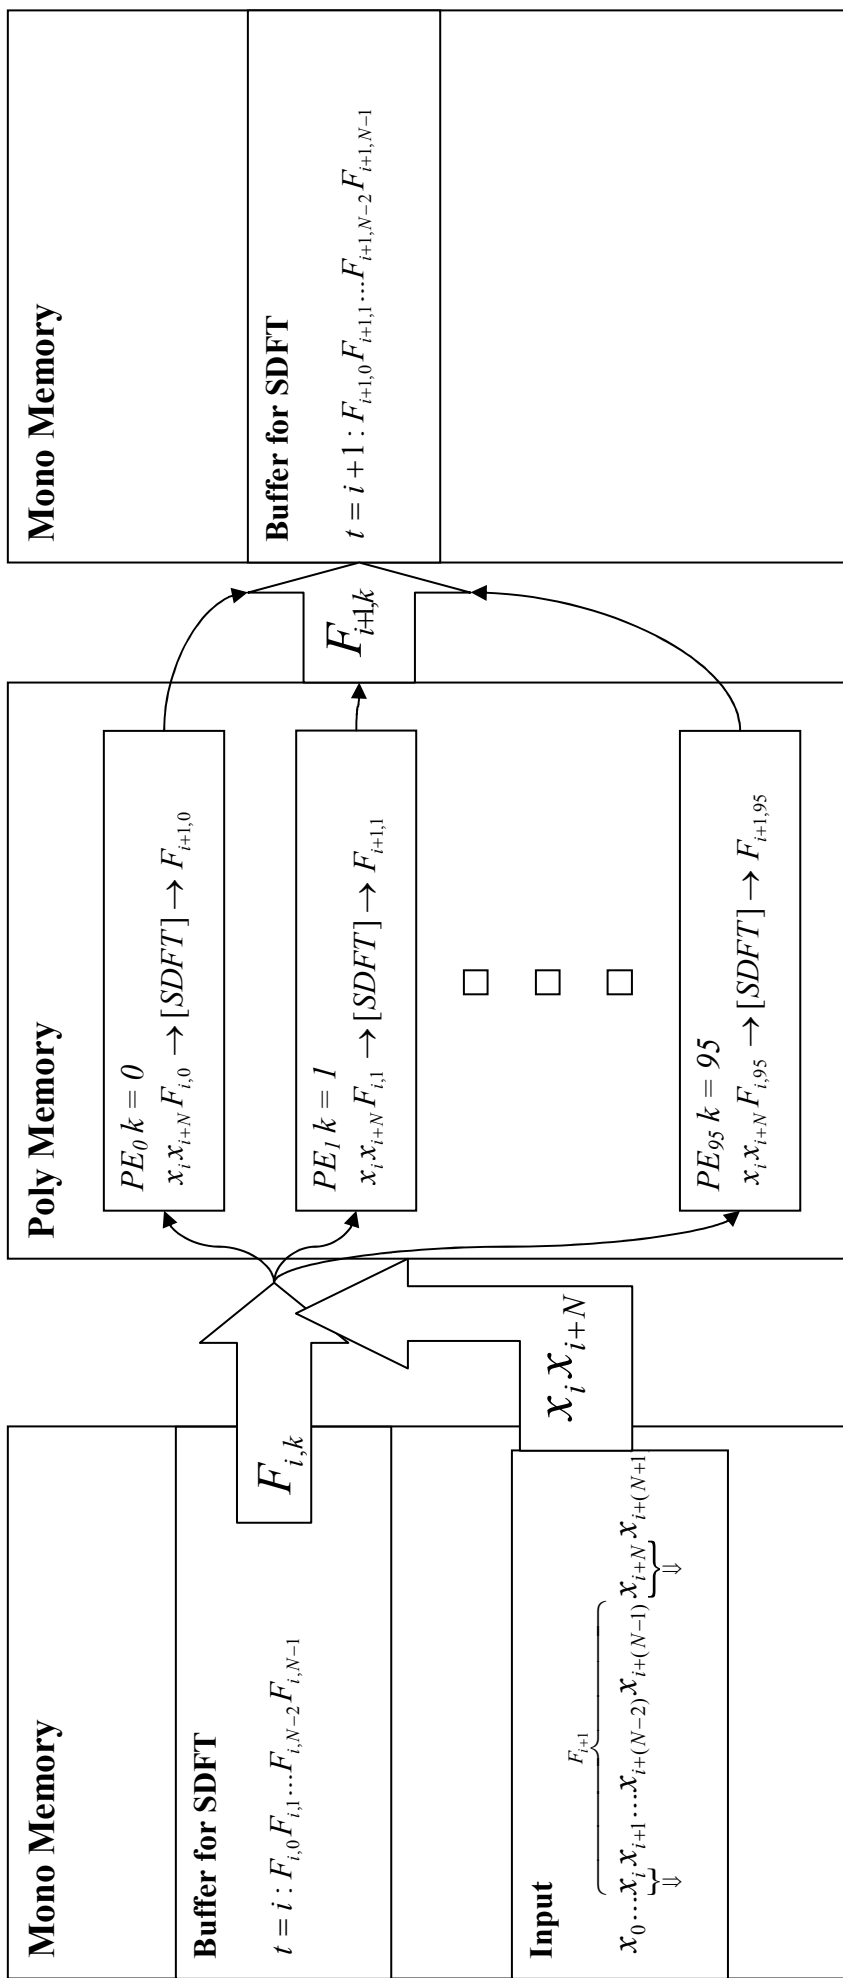 Mono Memory
Buffer for SDFT
t = i : F_{i,0} F_{i,1} ... F_{i,N-2} F_{i,N-1}
F_{i,k}
Input
F_{i+1}
x_0 ... x_i x_{i+1} ... x_{i+(N-2)} x_{i+(N-1)} x_{i+N} x_{i+(N+1)}
⇓ ⇓
x_i x_{i+N}
Poly Memory
PE_0 k = 0
x_i x_{i+N} F_{i,0} → [SDFT] → F_{i+1,0}
PE_1 k = 1
x_i x_{i+N} F_{i,1} → [SDFT] → F_{i+1,1}
PE_{95} k = 95
x_i x_{i+N} F_{i,95} → [SDFT] → F_{i+1,95}
F_{i+1,k}
Mono Memory
Buffer for SDFT
t = i + 1 : F_{i+1,0} F_{i+1,1} ... F_{i+1,N-2} F_{i+1,N-1}